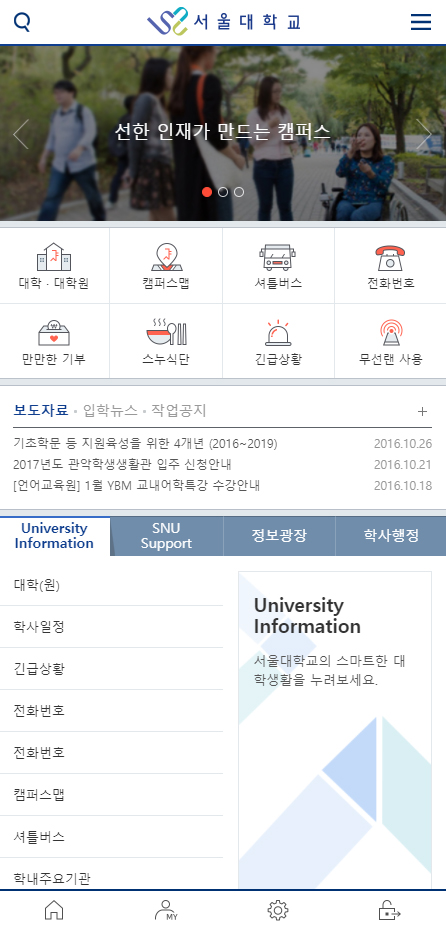 서울대학교
선한 인재가 만드는 캠퍼스
대학 · 대학원
캠퍼스맵
셔틀버스
전화번호
만만한 기부
스누식단
긴급상황
무선랜 사용
보도자료 • 입학뉴스 • 작업공지 +
기초학문 등 지원육성을 위한 4개년 (2016~2019) 2016.10.26
2017년도 관악학생생활관 입주 신청안내 2016.10.21
[언어교육원] 1월 YBM 교내어학특강 수강안내 2016.10.18
University
Information
SNU
Support
정보광장
학사행정
대학(원)
학사일정
긴급상황
전화번호
전화번호
캠퍼스맵
셔틀버스
학내주요기관
University
Information
서울대학교의 스마트한 대
학생활을 누려보세요.
MY